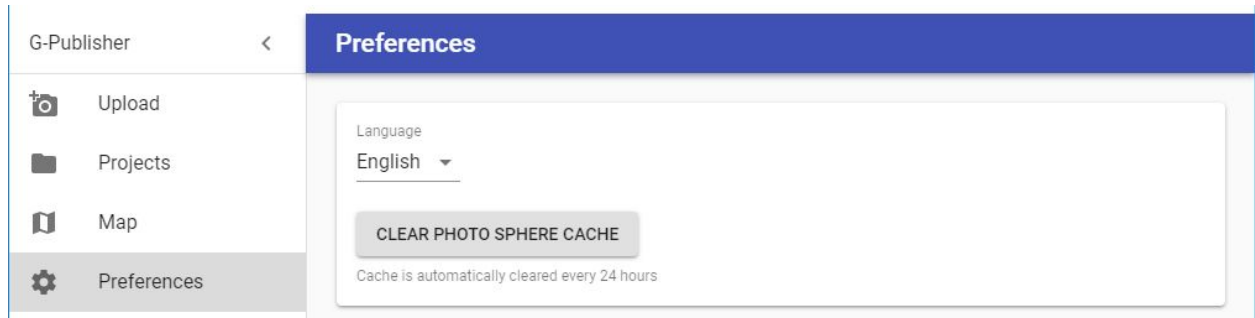 G-Publisher
Upload
Projects
Map
Preferences
Preferences
Language
English
CLEAR PHOTO SPHERE CACHE
Cache is automatically cleared every 24 hours